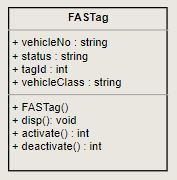 FASTag
+ vehicleNo : string
+ status : string
+ tagId : int
+ vehicleClass : string
+ FASTag()
+ disp(): void
+ activate() : int
+ deactivate() : int